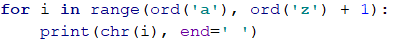 for i in range(ord('a'), ord('z') + 1):
    print(chr(i), end=' ')